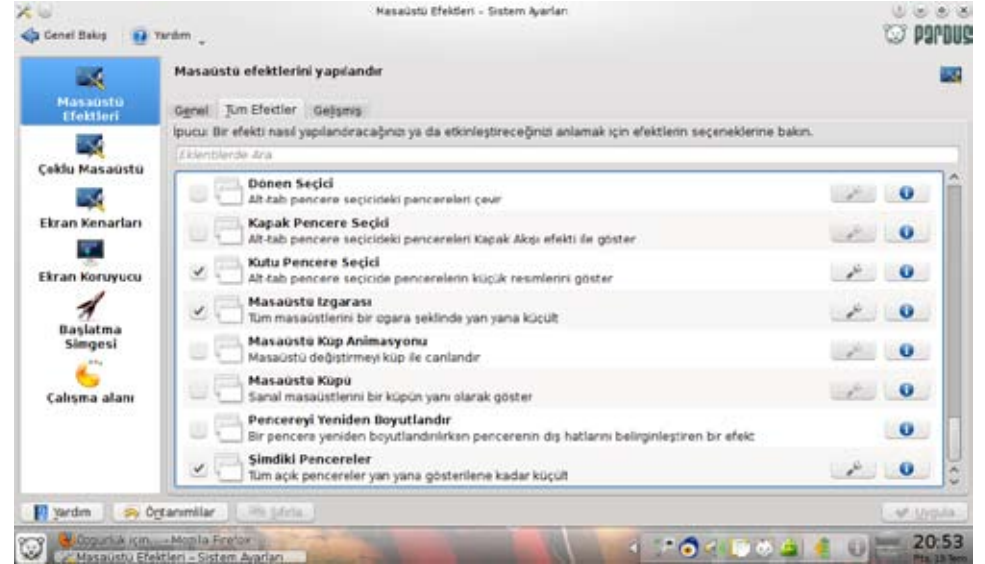 Masaüstü Efektleri – Sistem Ayarları
Genel Bakış Yardım
PARDUS
Masaüstü Efektleri
Çoklu Masaüstü
Ekran Kenarları
Ekran Koruyucu
Başlatma Simgesi
Çalışma alanı
Masaüstü efektlerini yapılandır
Genel Tüm Efektler Gelişmiş
İpucu: Bir efekti nasıl yapılandıracağınızı ya da etkinleştireceğinizi anlamak için efektlerin seçeneklerine bakın.
Eklentilerde Ara
Dönen Seçici
Alt-tab pencere seçicideki pencereleri çevir
Kapak Pencere Seçici
Alt-tab pencere seçicideki pencereleri Kapak Akışı efekti ile göster
Kutu Pencere Seçici
Alt-tab pencere seçicide pencerelerin küçük resimlerini göster
Masaüstü Izgarası
Tüm masaüstlerini bir ızgara şeklinde yan yana küçült
Masaüstü Küp Animasyonu
Masaüstü değiştirmeyi küp ile canlandır
Masaüstü Küpü
Sanal masaüstlerini bir küpün yanı olarak göster
Pencereyi Yeniden Boyutlandır
Bir pencere yeniden boyutlandırılırken pencerenin dış hatlarını belirginleştiren bir efekt
Şimdiki Pencereler
Tüm açık pencereler yan yana gösterilene kadar küçült
Yardım Öntanımlılar Sıfırla Uygula
Özgürlük için... – Mozilla Firefox
Masaüstü Efektleri – Sistem Ayarları
20:53
Pts, 19 Tem